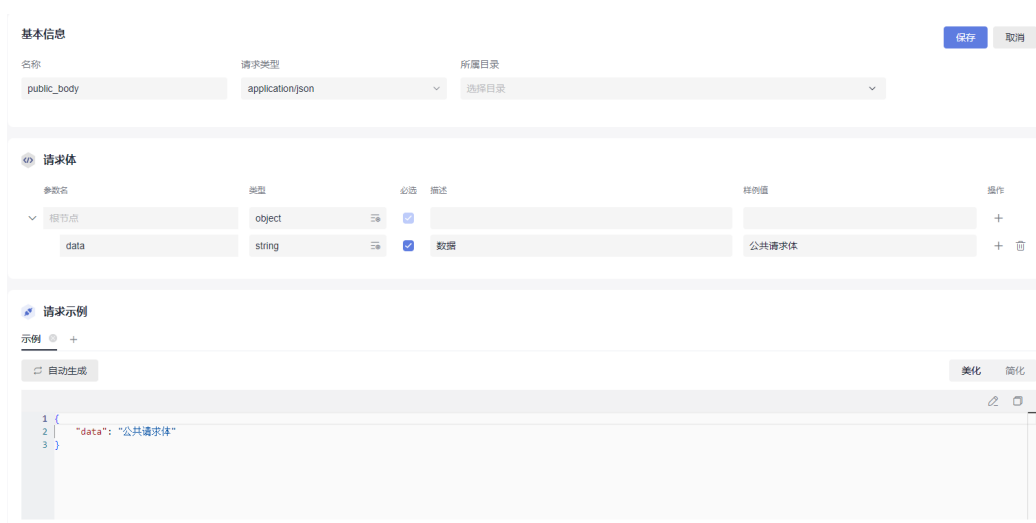 基本信息
保存 取消
名称 请求类型 所属目录
public_body application/json 选择目录
请求体
参数名 类型 必选 描述 样例值 操作
根节点 object
data string 数据 公共请求体
请求示例
示例
自动生成 美化 简化
1 {
2 "data": "公共请求体"
3 }